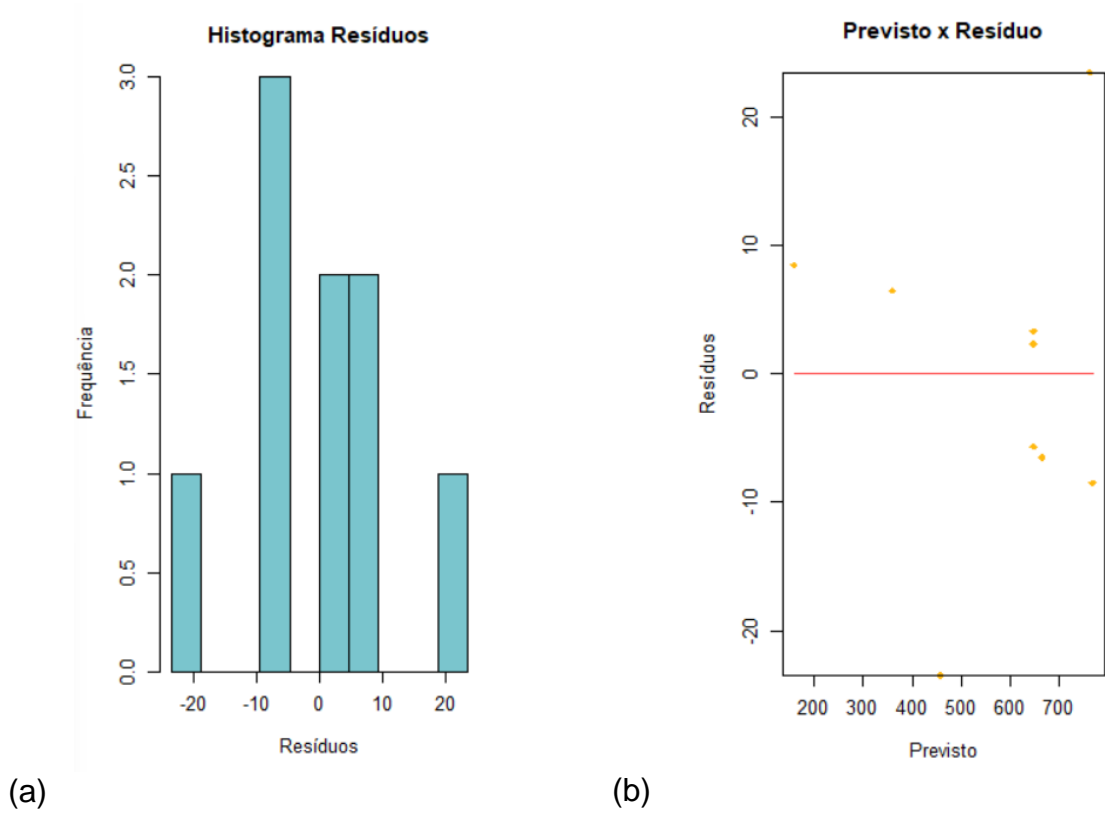 Histograma Resíduos
3.0
2.5
2.0
1.5
1.0
0.5
0.0
Frequência
-20 -10 0 10 20
Resíduos
(a)
Previsto x Resíduo
20
10
0
-10
-20
Resíduos
200 300 400 500 600 700
Previsto
(b)